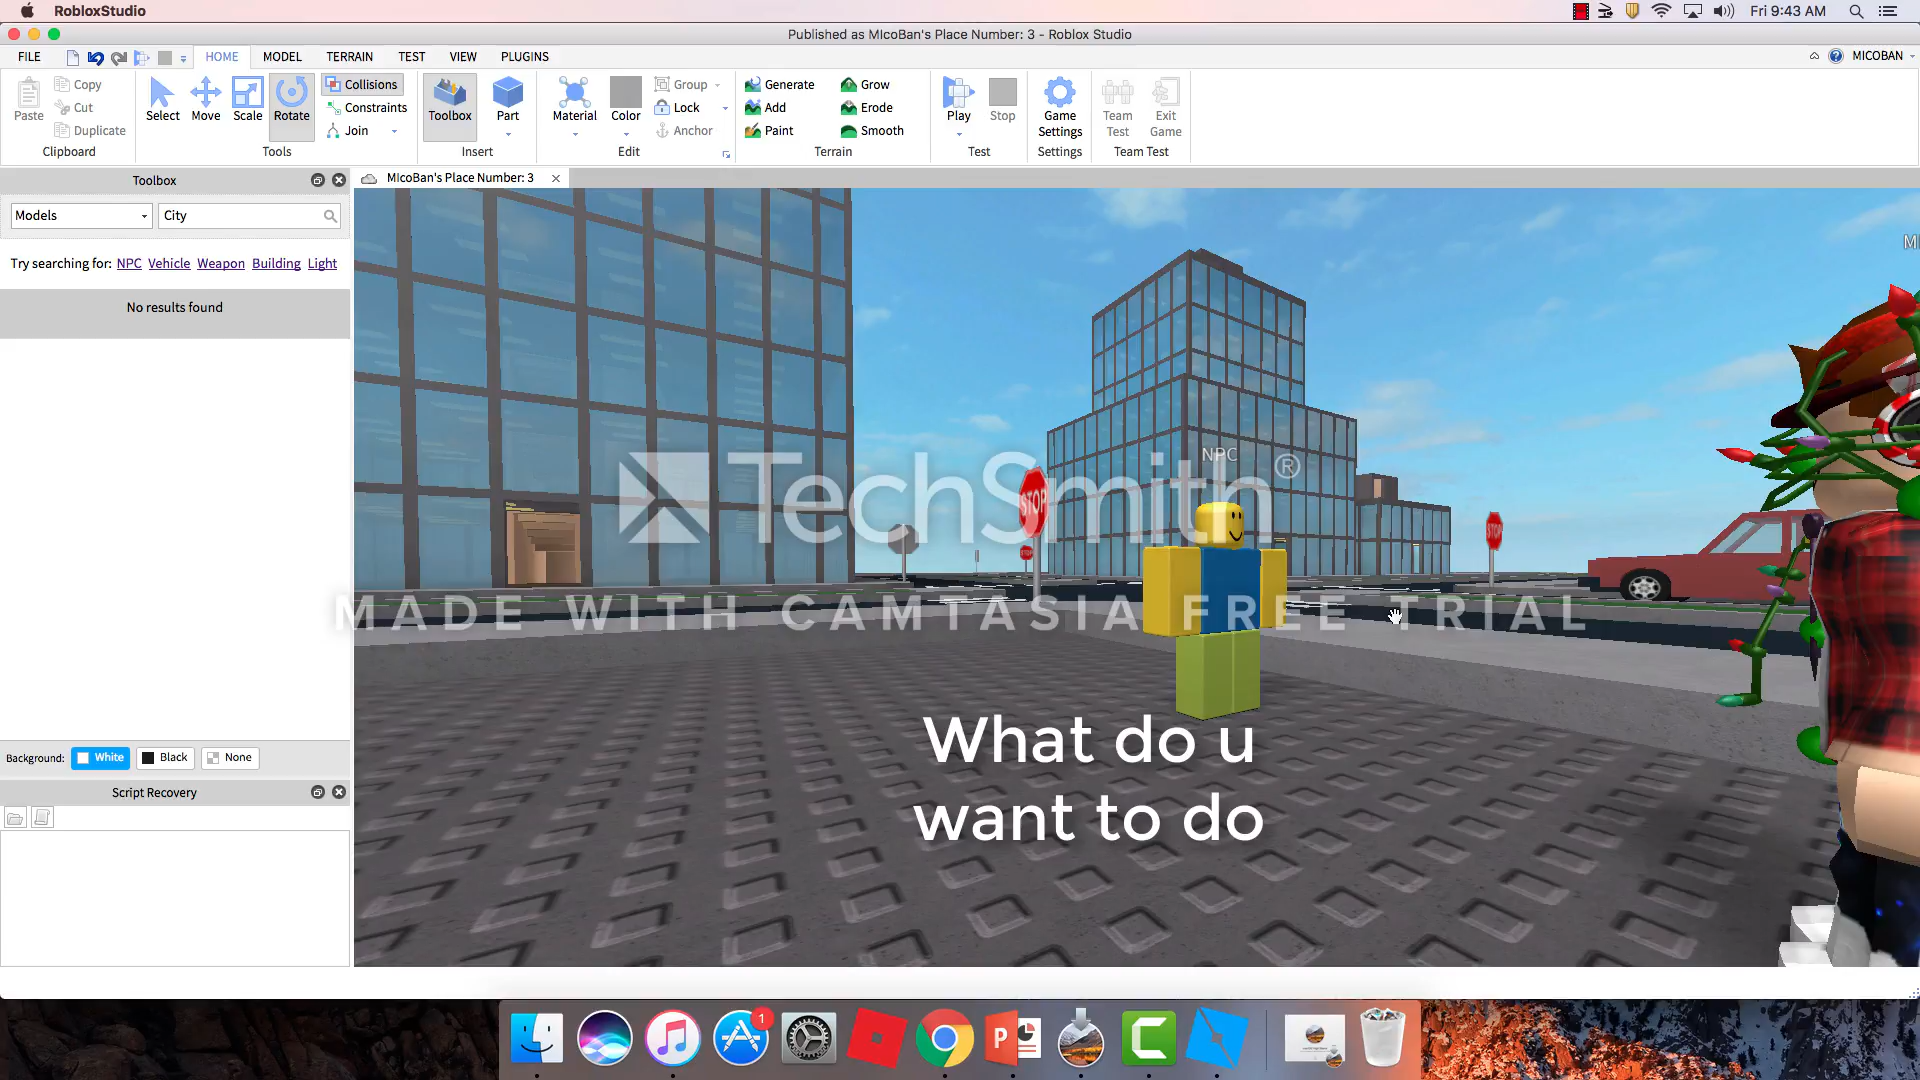 RobloxStudio
Fri 9:43 AM
Published as MIcoBan's Place Number: 3 - Roblox Studio
FILE HOME MODEL TERRAIN TEST VIEW PLUGINS MICOBAN
Paste
Copy
Cut
Duplicate
Clipboard
Select
Move
Scale
Rotate
Collisions
Constraints
Join
Tools
Toolbox
Part
Insert
Material
Color
Group
Lock
Anchor
Edit
Generate
Add
Paint
Grow
Erode
Smooth
Terrain
Play
Stop
Test
Game
Settings
Settings
Team
Test
Exit
Game
Team Test
Toolbox
MIcoBan's Place Number: 3
Models
City
Try searching for: NPC Vehicle Weapon Building Light
No results found
Background: White Black None
Script Recovery
MI
NPC
STOP
STOP
STOP
TechSmith®
MADE WITH CAMTASIA FREE TRIAL
What do u
want to do
1
P